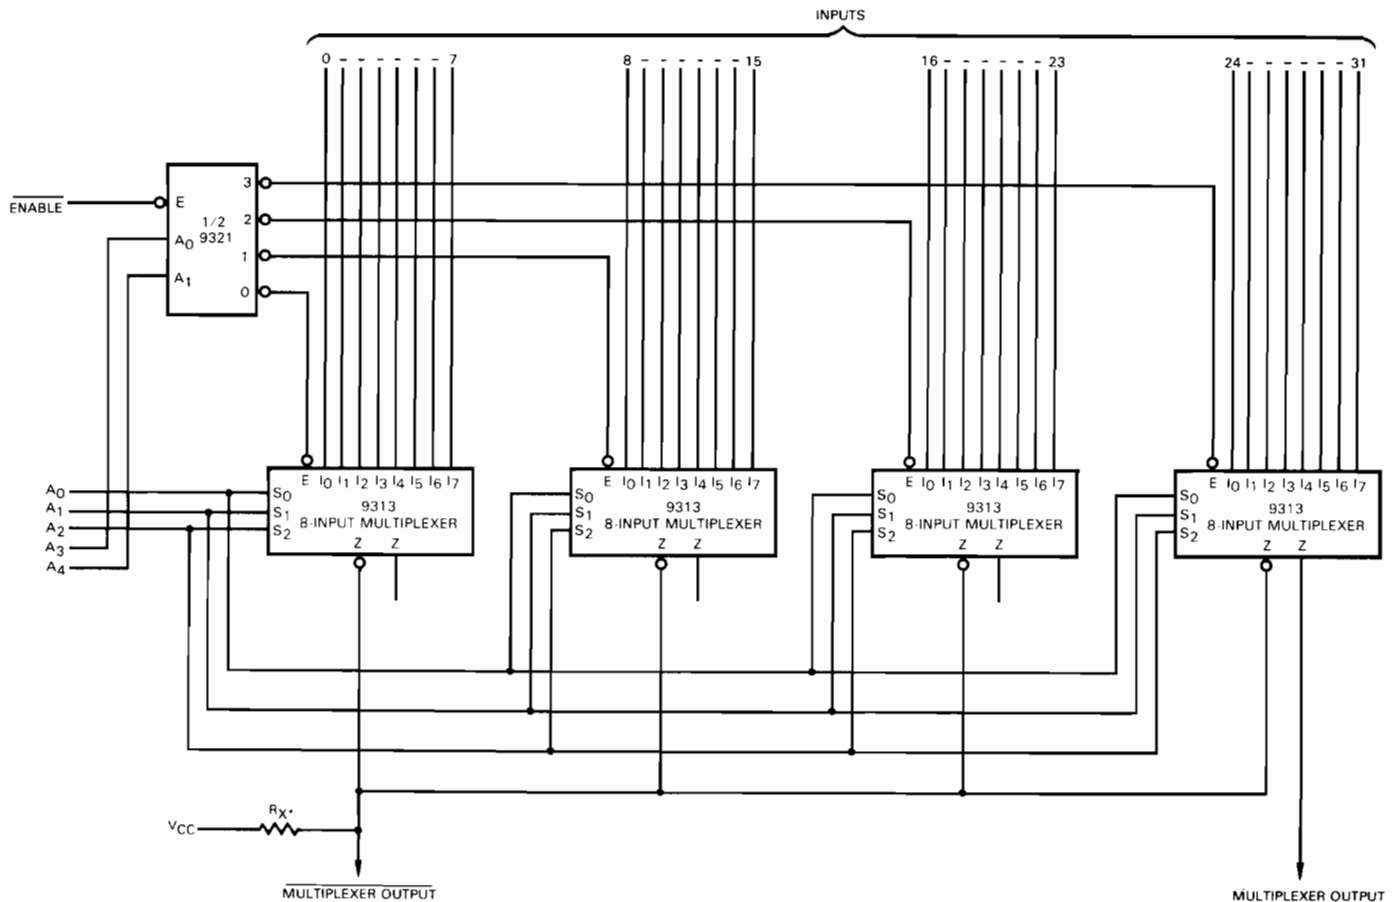 INPUTS
0 - - - - - - 7
8 - - - - - - 15
16 - - - - - - 23
24 - - - - - - 31
ENABLE
E
1/2
9321
A0
A1
3
2
1
0
A0
A1
A2
A3
A4
E I0 I1 I2 I3 I4 I5 I6 I7
S0
S1
S2
9313
8-INPUT MULTIPLEXER
Z Z
E I0 I1 I2 I3 I4 I5 I6 I7
S0
S1
S2
9313
8-INPUT MULTIPLEXER
Z Z
E I0 I1 I2 I3 I4 I5 I6 I7
S0
S1
S2
9313
8-INPUT MULTIPLEXER
Z Z
E I0 I1 I2 I3 I4 I5 I6 I7
S0
S1
S2
9313
8-INPUT MULTIPLEXER
Z Z
VCC
RX*
MULTIPLEXER OUTPUT
MULTIPLEXER OUTPUT